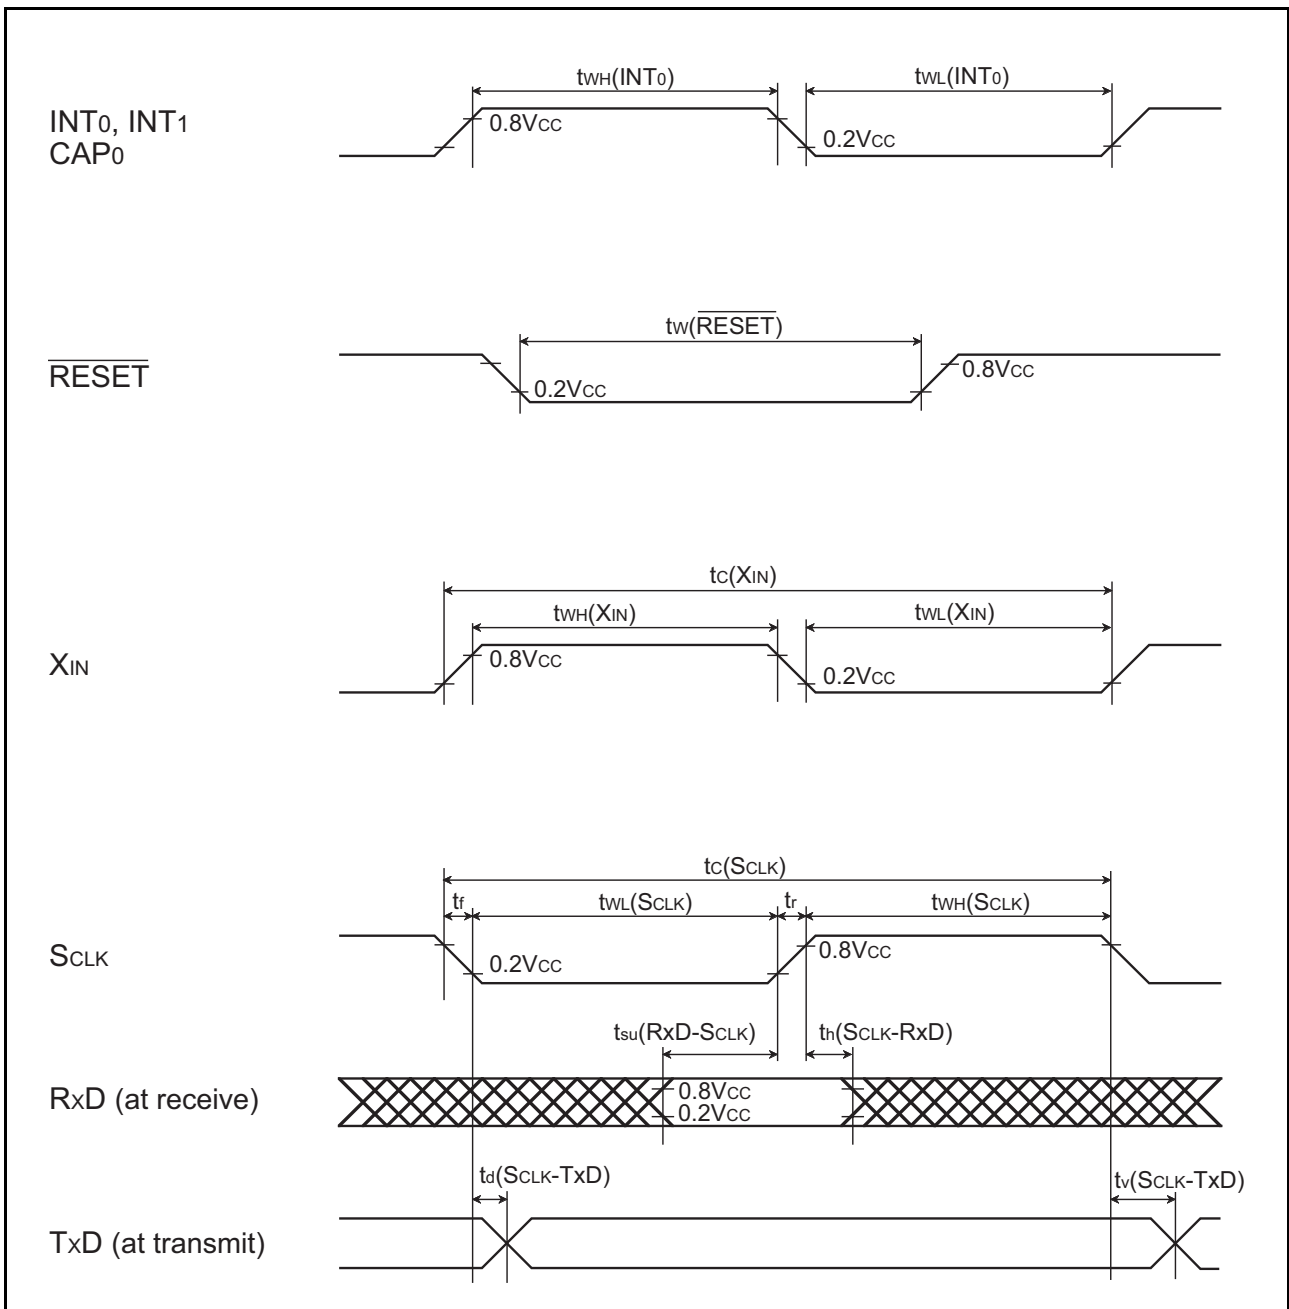 tWH(INT0) tWL(INT0)
INT0, INT1
CAP0
0.8VCC
0.2VCC
tW(RESET)
RESET
0.2VCC
0.8VCC
tC(XIN)
tWH(XIN) tWL(XIN)
XIN
0.8VCC
0.2VCC
tC(SCLK)
tf tWL(SCLK) tr tWH(SCLK)
SCLK
0.2VCC
0.8VCC
tsu(RxD-SCLK) th(SCLK-RxD)
RxD (at receive)
0.8VCC
0.2VCC
td(SCLK-TxD) tv(SCLK-TxD)
TxD (at transmit)